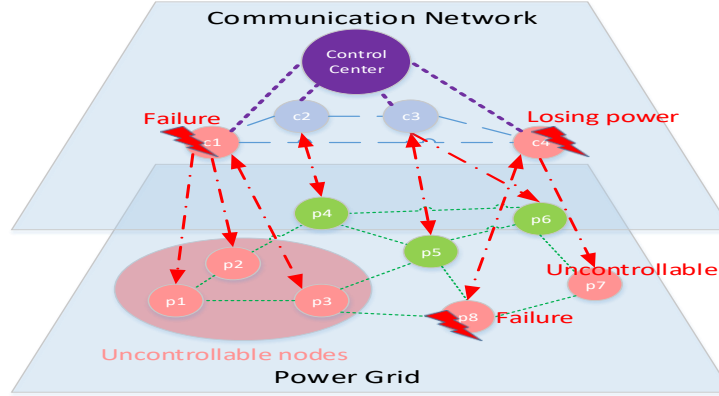 Communication Network
Control
Center
Failure
Losing power
c2
c3
c1
c4
p4
p6
p5
p2
Uncontrollable
p7
p1
p3
p8
Failure
Uncontrollable nodes
Power Grid